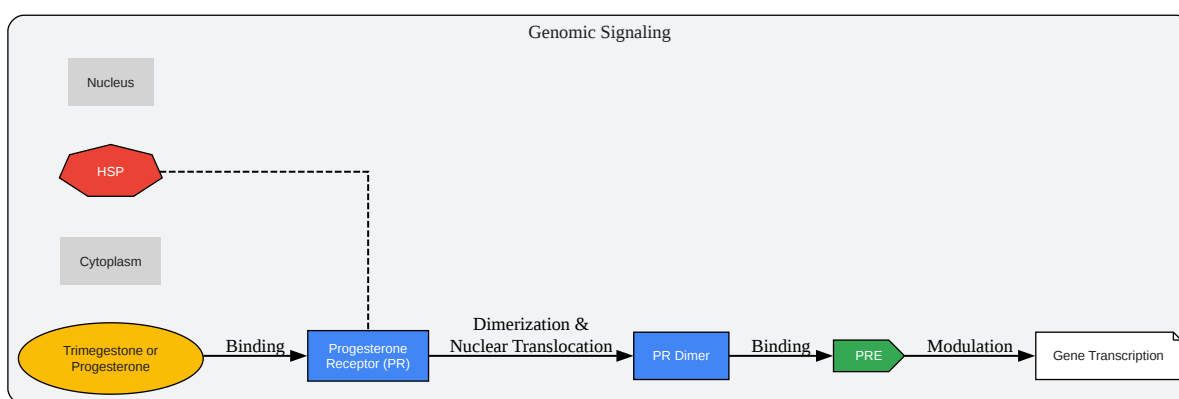 Genomic Signaling
Nucleus
HSP
Cytoplasm
Trimegestone or
Progesterone
Binding
Progesterone
Receptor (PR)
Dimerization &
Nuclear Translocation
PR Dimer
Binding
PRE
Modulation
Gene Transcription